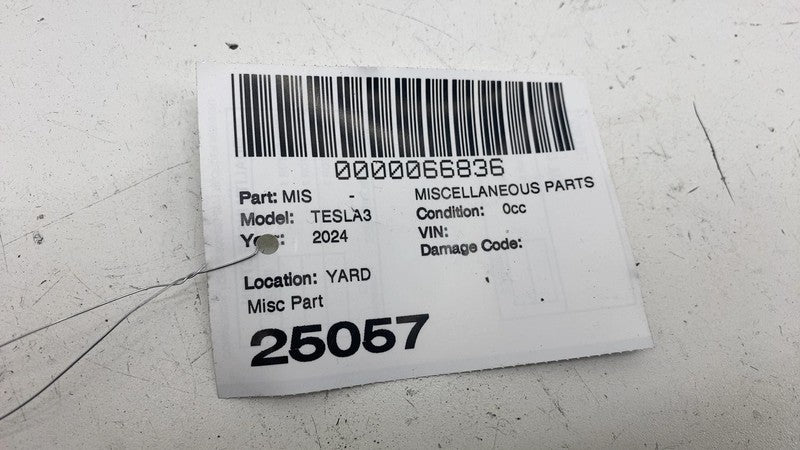 0000066836
Part: MIS - MISCELLANEOUS PARTS
Model: TESLA3 Condition: 0cc
Year: 2024 VIN:
Damage Code:
Location: YARD
Misc Part
25057